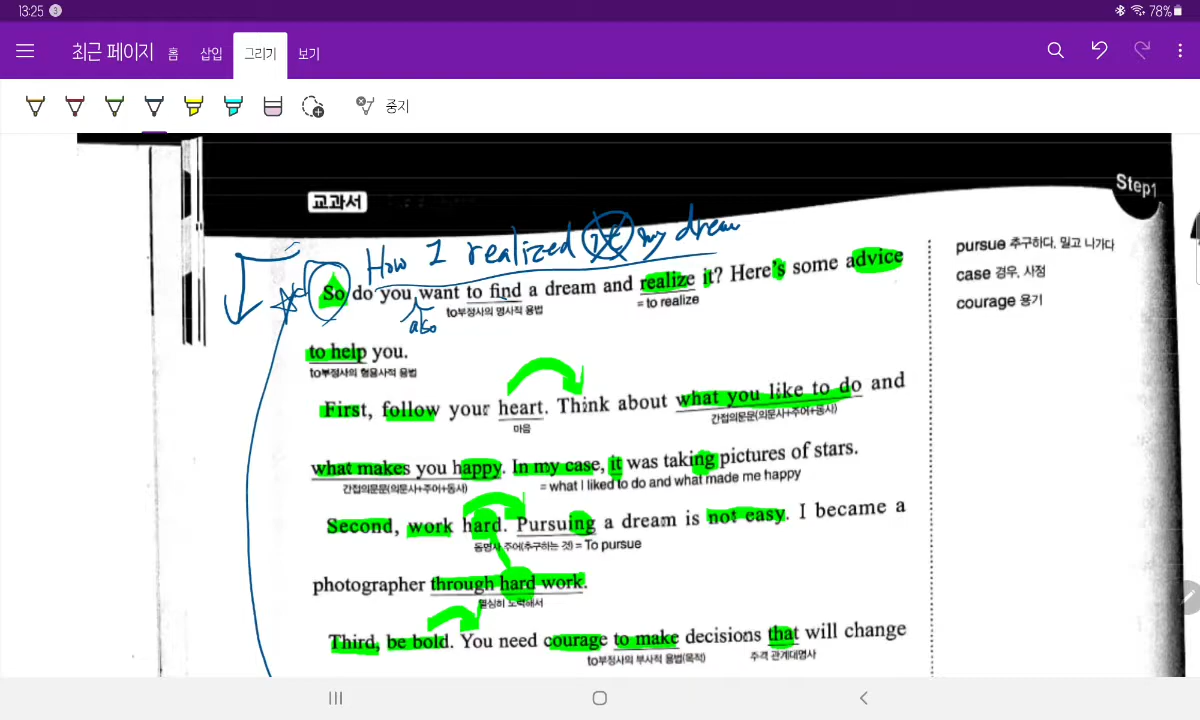 13:25 3 78%
최근 페이지 홈 삽입 그리기 보기
중지
Step1
교과서
How I realized my dream
So do you want to find a dream and realize it? Here's some advice
also
to부정사의 명사적 용법 = to realize
to help you.
to부정사의 형용사적 용법
First, follow your heart. Think about what you like to do and
마음 간접의문문(의문사+주어+동사)
what makes you happy. In my case, it was taking pictures of stars.
간접의문문(의문사+주어+동사) = what I liked to do and what made me happy
Second, work hard. Pursuing a dream is not easy. I became a
동명사 주어(추구하는 것) = To pursue
photographer through hard work.
열심히 노력해서
Third, be bold. You need courage to make decisions that will change
to부정사의 부사적 용법(목적) 주격 관계대명사
pursue 추구하다, 밀고 나가다
case 경우, 사정
courage 용기